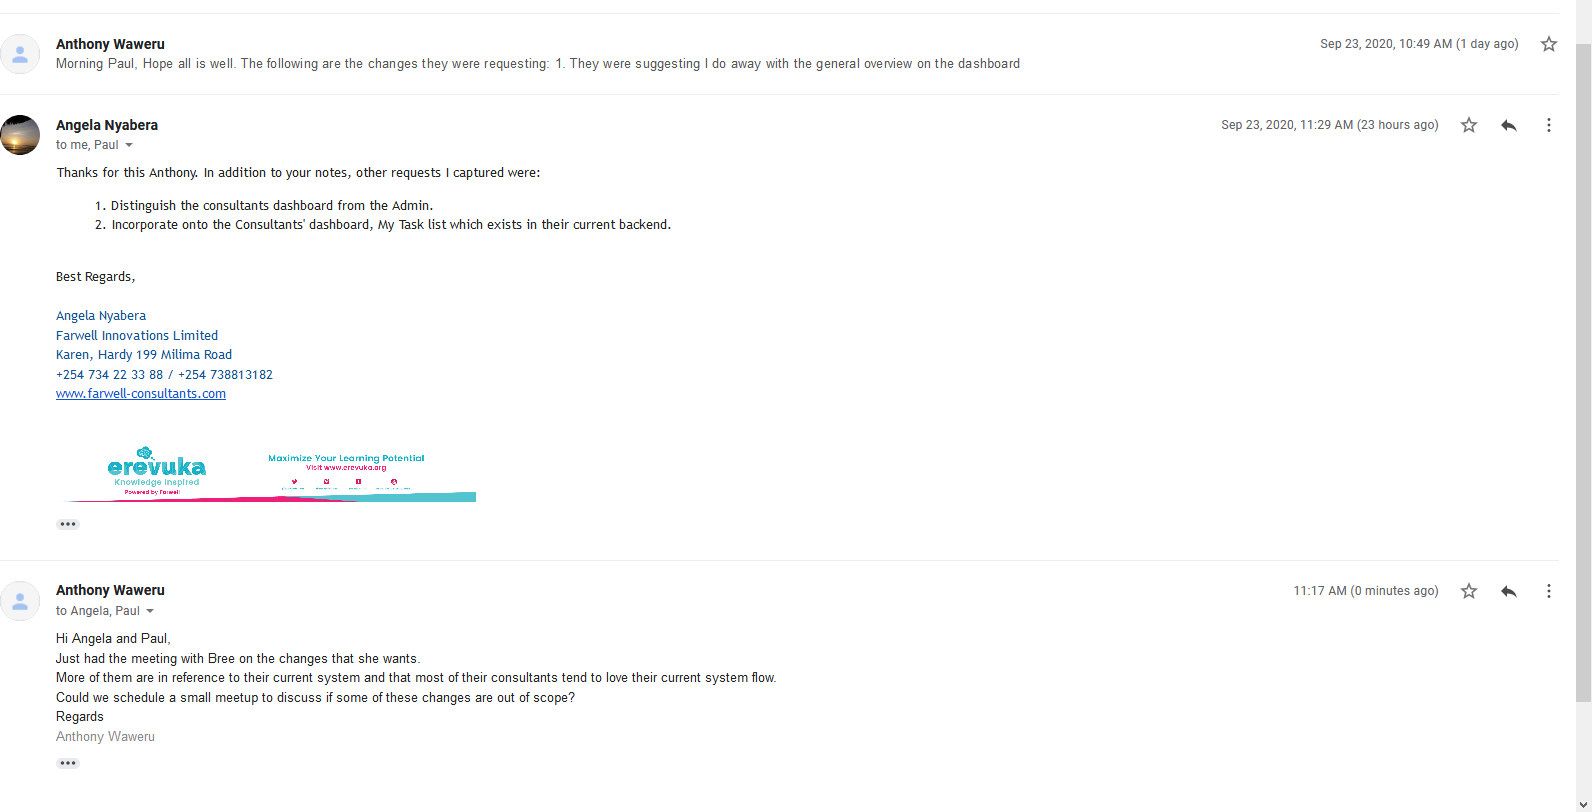 Anthony Waweru
Sep 23, 2020, 10:49 AM (1 day ago)
Morning Paul, Hope all is well. The following are the changes they were requesting: 1. They were suggesting I do away with the general overview on the dashboard
Angela Nyabera
Sep 23, 2020, 11:29 AM (23 hours ago)
to me, Paul
Thanks for this Anthony. In addition to your notes, other requests I captured were:
1. Distinguish the consultants dashboard from the Admin.
2. Incorporate onto the Consultants' dashboard, My Task list which exists in their current backend.
Best Regards,
Angela Nyabera
Farwell Innovations Limited
Karen, Hardy 199 Milima Road
+254 734 22 33 88 / +254 738813182
www.farwell-consultants.com
erevuka
Knowledge Inspired
Powered by Farwell
Maximize Your Learning Potential
Visit www.erevuka.org
Anthony Waweru
11:17 AM (0 minutes ago)
to Angela, Paul
Hi Angela and Paul,
Just had the meeting with Bree on the changes that she wants.
More of them are in reference to their current system and that most of their consultants tend to love their current system flow.
Could we schedule a small meetup to discuss if some of these changes are out of scope?
Regards
Anthony Waweru